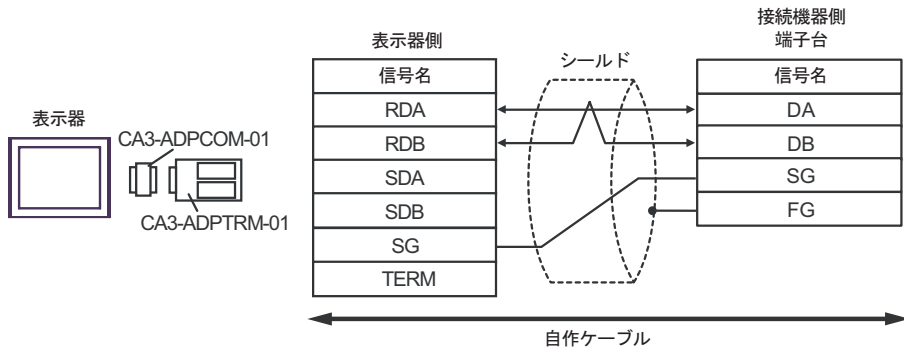 表示器
CA3-ADPCOM-01
CA3-ADPTRM-01
表示器側
信号名
RDA
RDB
SDA
SDB
SG
TERM
シールド
接続機器側
端子台
信号名
DA
DB
SG
FG
自作ケーブル